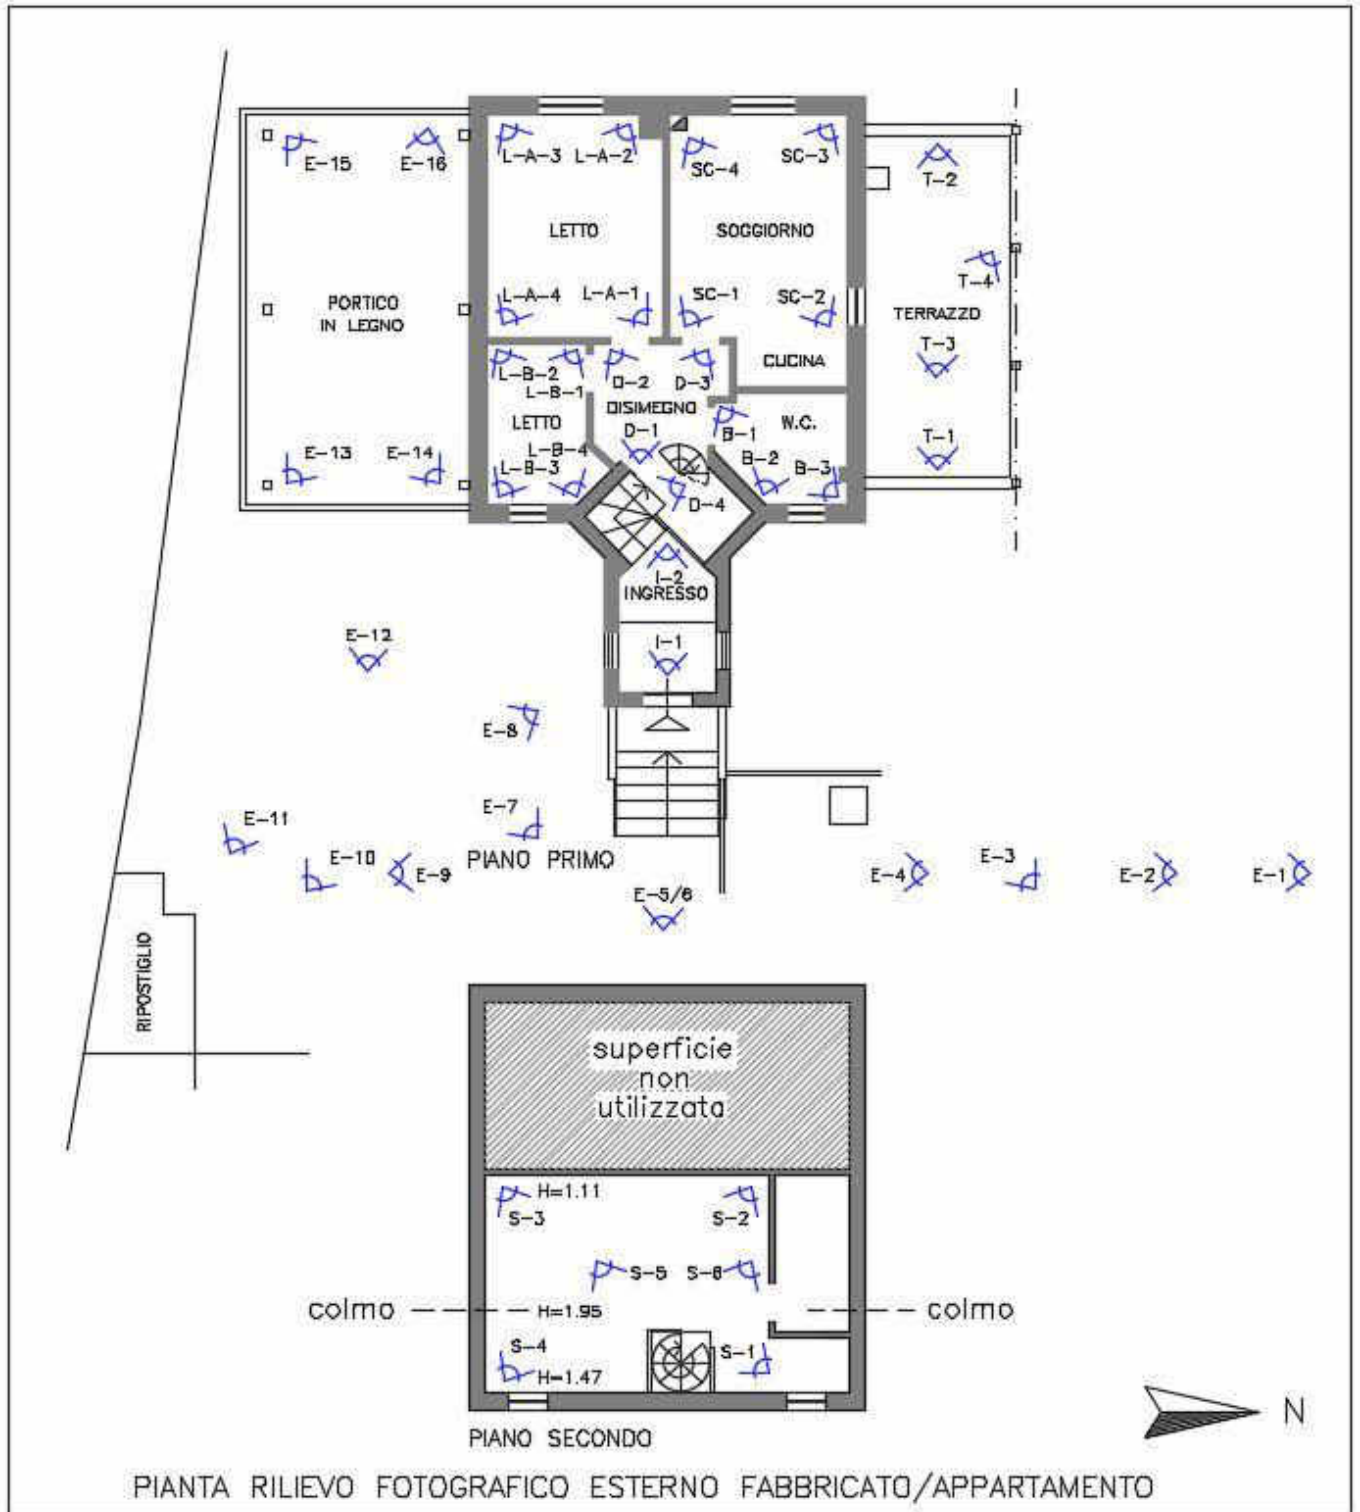 E-15
E-16
L-A-3
L-A-2
SC-4
SC-3
T-2
LETTO
SOGGIORNO
T-4
PORTICO
IN LEGNO
L-A-4
L-A-1
SC-1
SC-2
TERRAZZO
T-3
CUCINA
L-B-2
L-B-1
D-2
D-3
DISIMEGNO
LETTO
W.C.
D-1
B-1
T-1
E-13
E-14
L-B-4
L-B-3
B-2
B-3
D-4
I-2
INGRESSO
E-12
I-1
E-8
E-7
E-11
PIANO PRIMO
E-10
E-9
E-5/6
E-4
E-3
E-2
E-1
RIPOSTIGLIO
superficie
non
utilizzata
H=1.11
S-3
S-2
S-5
S-6
colmo
H=1.95
colmo
S-4
S-1
H=1.47
N
PIANO SECONDO
PIANTA RILIEVO FOTOGRAFICO ESTERNO FABBRICATO/APPARTAMENTO